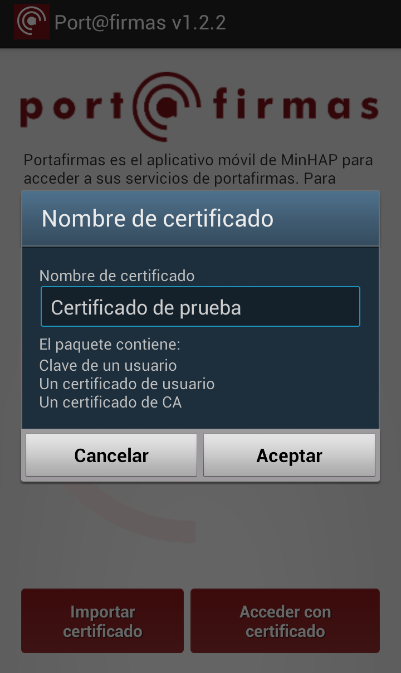 Port@firmas v1.2.2
port@firmas
Portafirmas es el aplicativo móvil de MinHAP para
acceder a sus servicios de portafirmas. Para
Nombre de certificado
Nombre de certificado
Certificado de prueba
El paquete contiene:
Clave de un usuario
Un certificado de usuario
Un certificado de CA
Cancelar
Aceptar
Importar
certificado
Acceder con
certificado